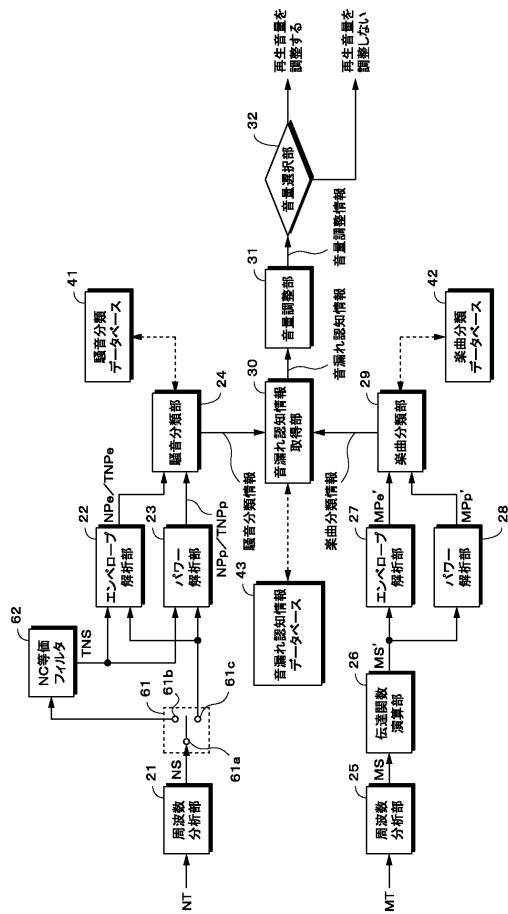 NT
21
周波数
分析部
NS
61
61a
61b
61c
62
NC等価
フィルタ
TNS
22
エンベロープ
解析部
NPe／TNPe
23
パワー
解析部
NPp／TNPp
24
騒音分類部
41
騒音分類
データベース
騒音分類情報
43
音漏れ認知情報
データベース
30
音漏れ認知情報
取得部
音漏れ認知情報
31
音量調整部
音量調整情報
32
音量選択部
再生音量を
調整する
再生音量を
調整しない
MT
25
周波数
分析部
MS
26
伝達関数
演算部
MS'
27
エンベロープ
解析部
MPe'
28
パワー
解析部
MPp'
29
楽曲分類部
楽曲分類情報
42
楽曲分類
データベース